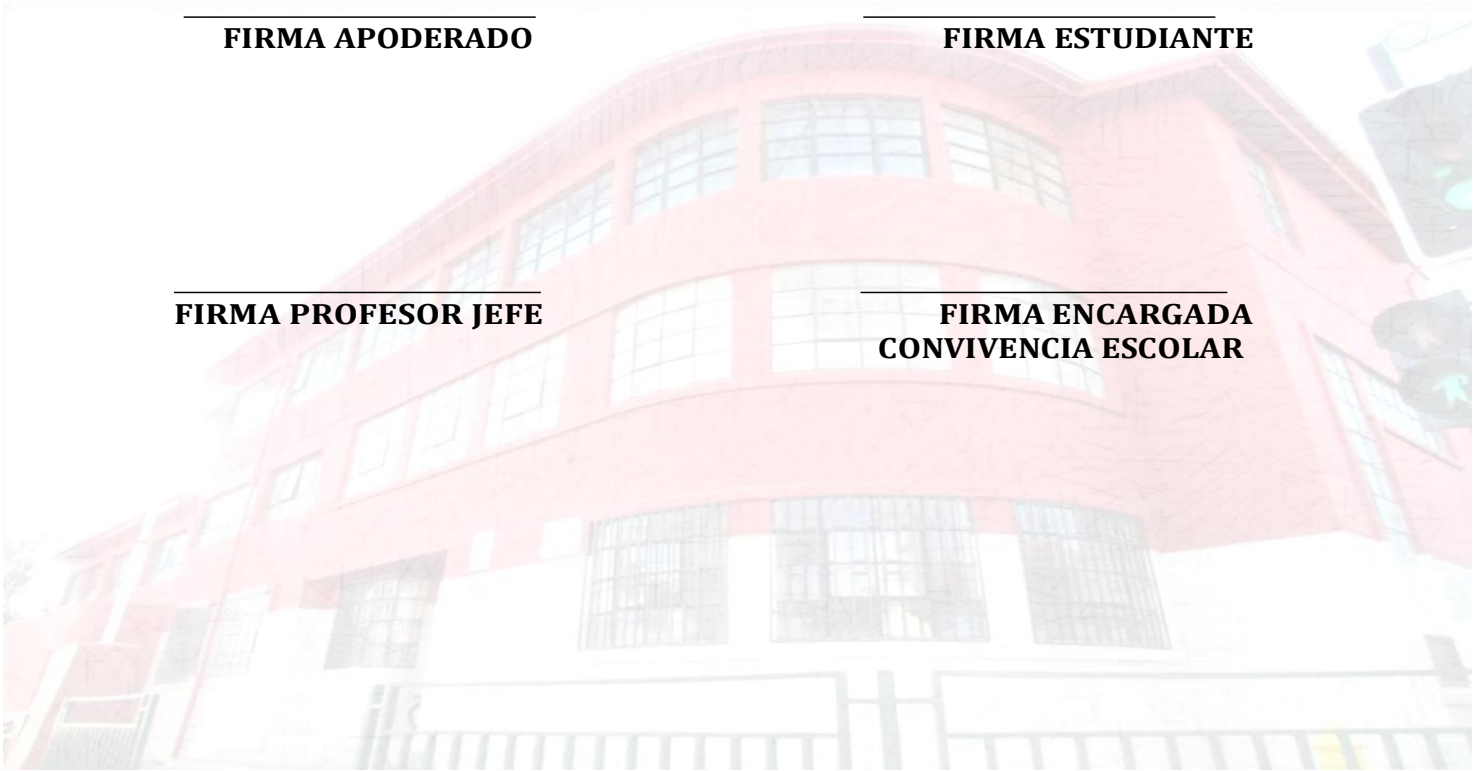 FIRMA APODERADO
FIRMA ESTUDIANTE
FIRMA PROFESOR JEFE
FIRMA ENCARGADA
CONVIVENCIA ESCOLAR